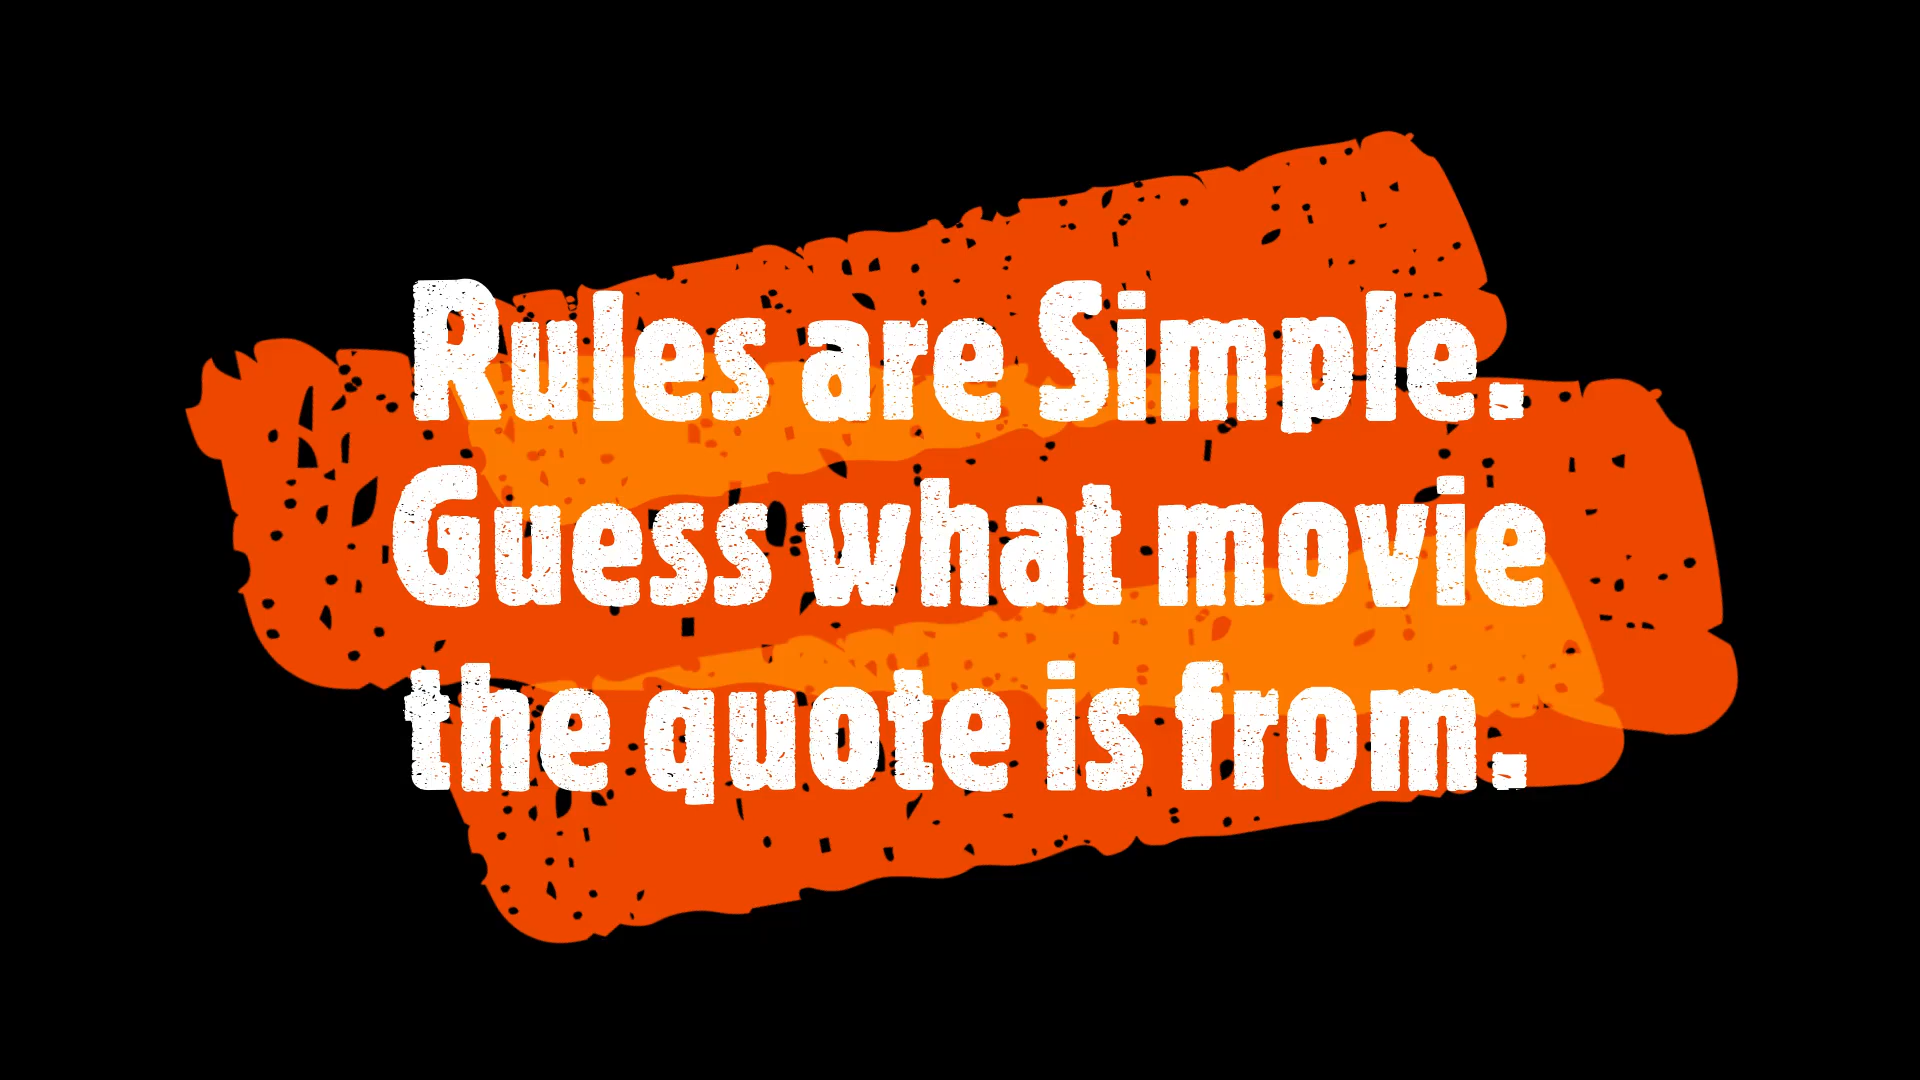 Rules are Simple.
Guess what movie
the quote is from.